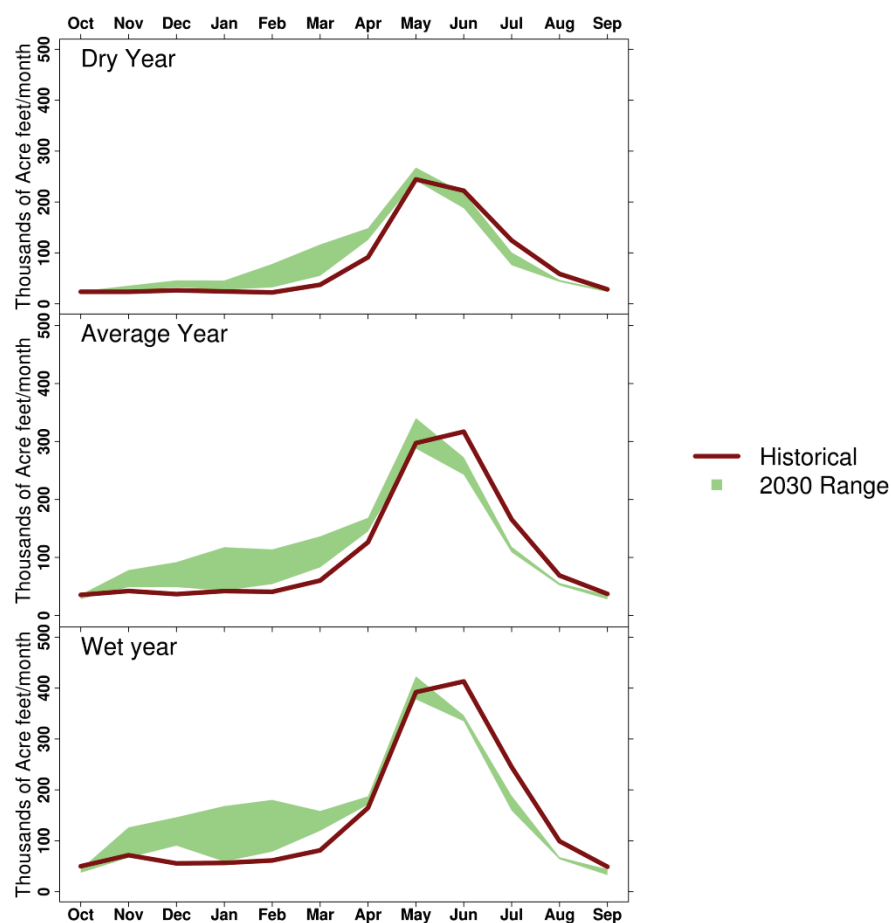 Oct Nov Dec Jan Feb Mar Apr May Jun Jul Aug Sep
Dry Year
Thousands of Acre feet/month
500
400
300
200
100
0
Average Year
Thousands of Acre feet/month
500
400
300
200
100
0
Wet year
Thousands of Acre feet/month
500
400
300
200
100
0
Oct Nov Dec Jan Feb Mar Apr May Jun Jul Aug Sep
Historical
2030 Range